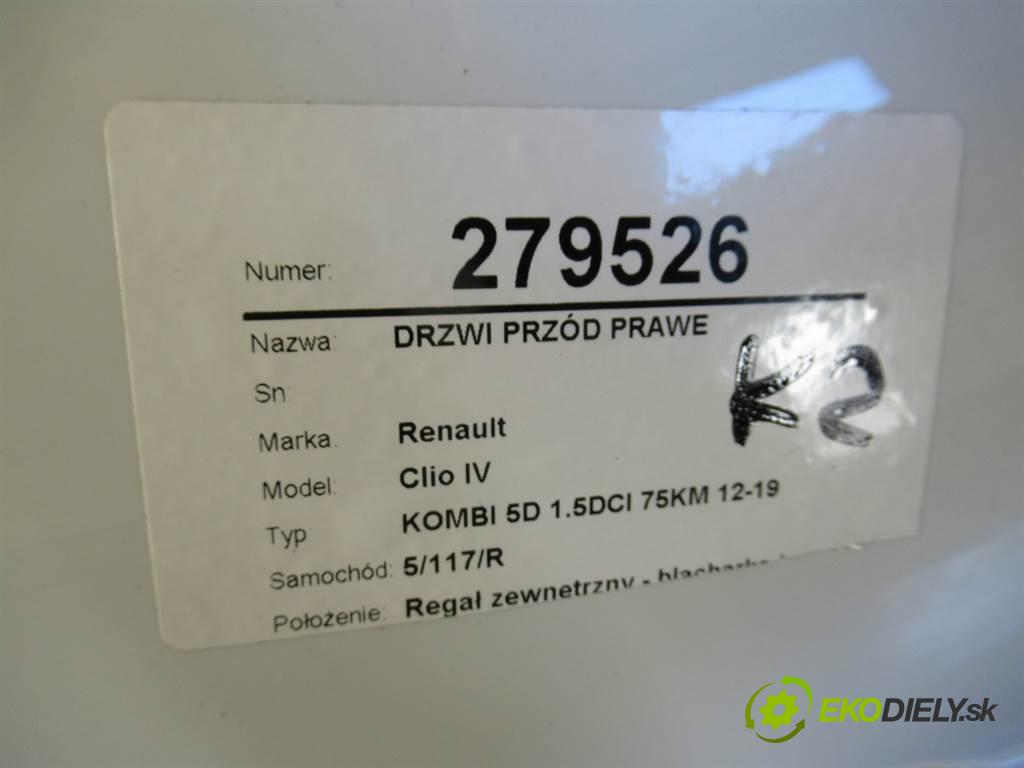 Numer: 279526
Nazwa: DRZWI PRZÓD PRAWE
K2
Sn:
Marka: Renault
Model: Clio IV
Typ KOMBI 5D 1.5DCI 75KM 12-19
Samochód: 5/117/R
Położenie: Regał zewnetrzny - blacharka
EKODIELY.sk